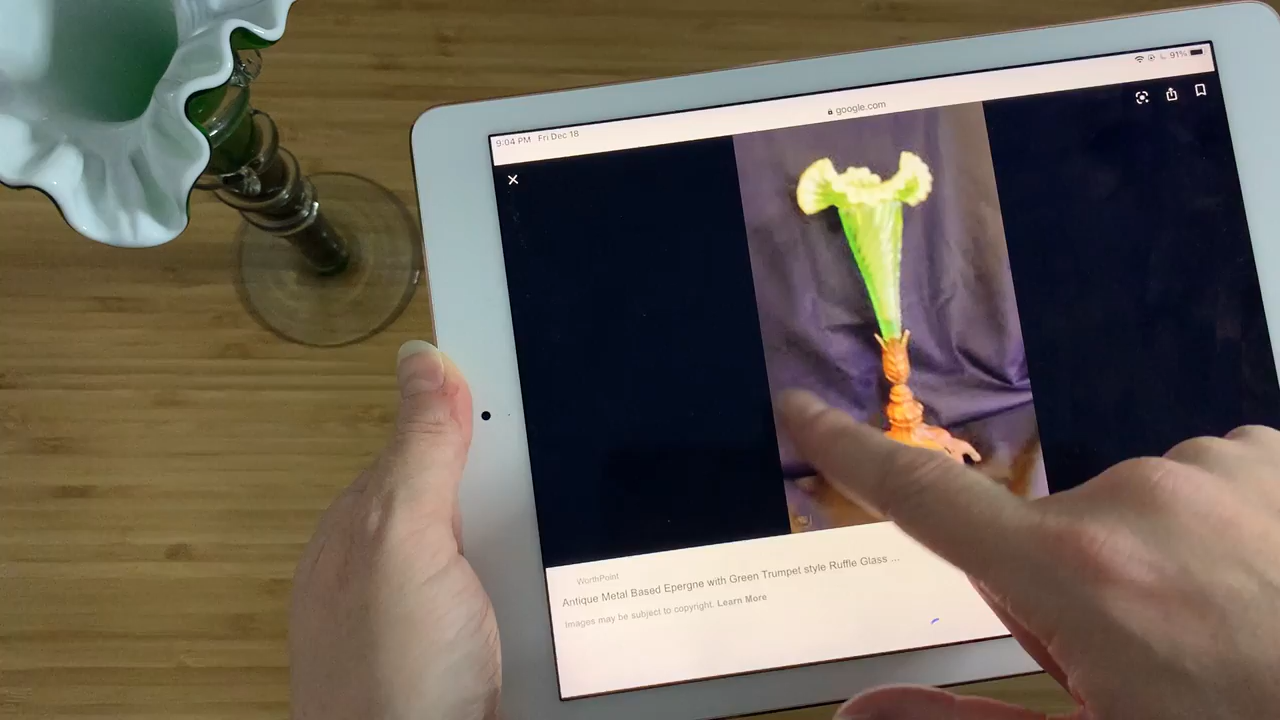 9:04 PM Fri Dec 18
91%
google.com
WorthPoint
Antique Metal Based Epergne with Green Trumpet style Ruffle Glass ...
Images may be subject to copyright. Learn More